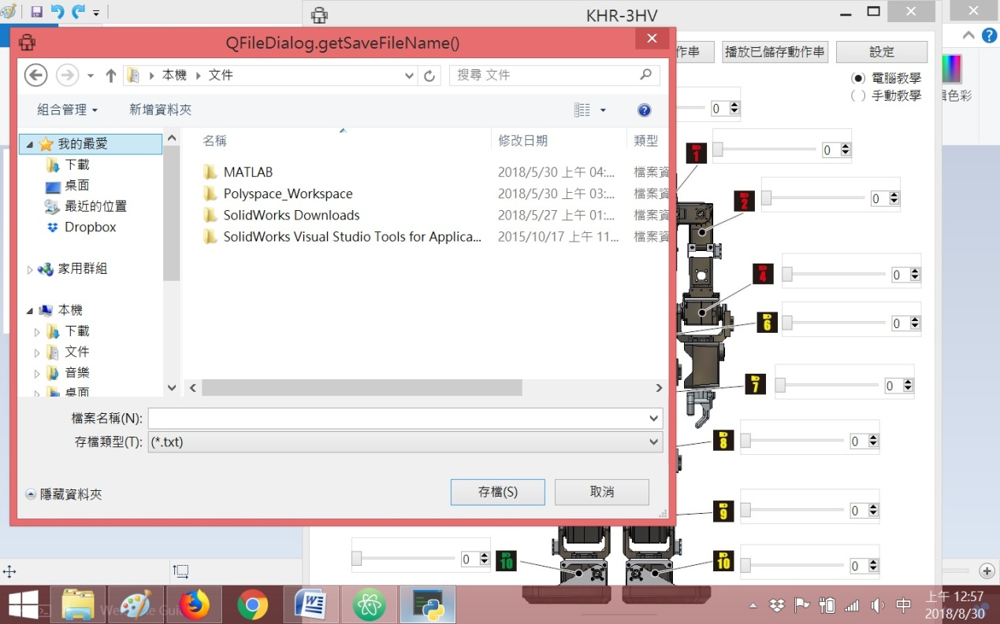 KHR-3HV
QFileDialog.getSaveFileName()
作串
播放已儲存動作串
設定
本機
文件
搜尋 文件
電腦教學
手動教學
色彩
組合管理
新增資料夾
0
我的最愛
名稱
修改日期
類型
1
0
下載
MATLAB
2018/5/30 上午 04:...
檔案資
桌面
Polyspace_Workspace
2018/5/30 上午 03:...
檔案資
2
0
最近的位置
SolidWorks Downloads
2018/5/27 上午 01:...
檔案資
Dropbox
SolidWorks Visual Studio Tools for Applica...
2015/10/17 上午 11...
檔案資
家用群組
4
0
本機
6
0
下載
文件
音樂
桌面
7
0
檔案名稱(N):
存檔類型(T):
(*.txt)
8
0
隱藏資料夾
存檔(S)
取消
9
0
0
10
10
0
中
上午 12:57
2018/8/30